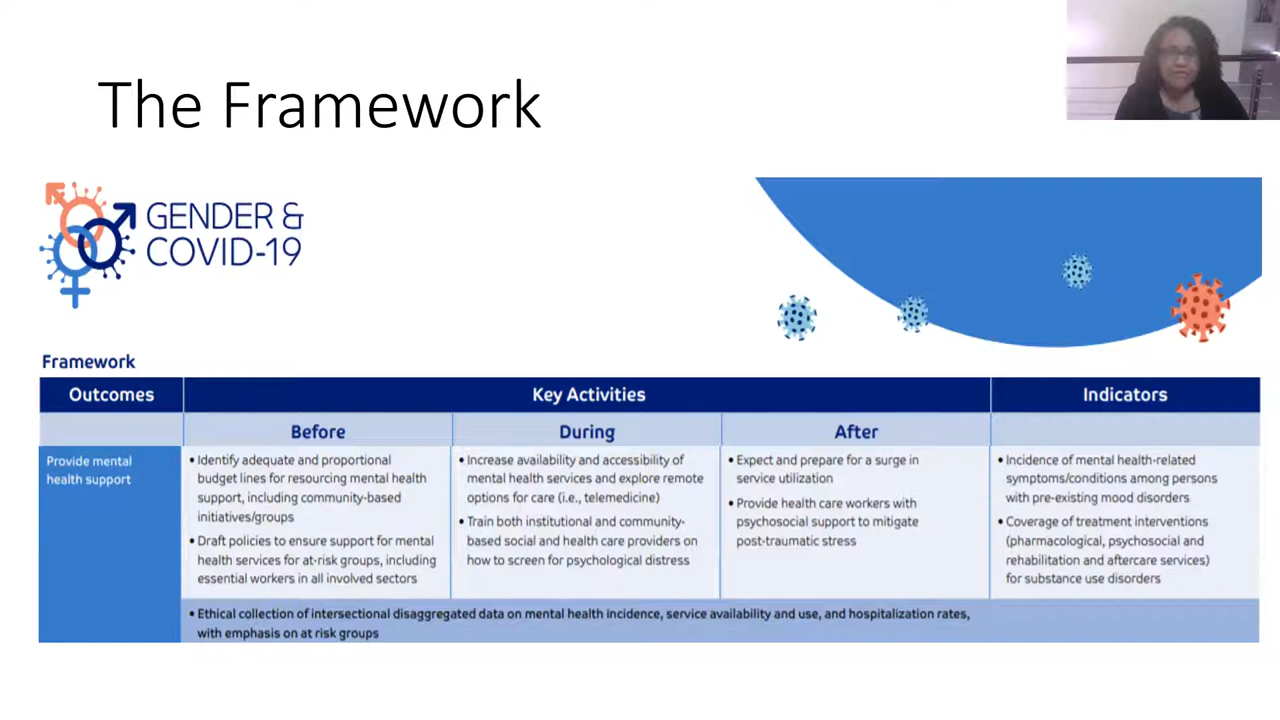 The Framework
GENDER &
COVID-19
Framework
Outcomes
Key Activities
Indicators
Before
During
After
Provide mental
health support
• Identify adequate and proportional
budget lines for resourcing mental health
support, including community-based
initiatives/groups
• Draft policies to ensure support for mental
health services for at-risk groups, including
essential workers in all involved sectors
• Increase availability and accessibility of
mental health services and explore remote
options for care (i.e., telemedicine)
• Train both institutional and community-
based social and health care providers on
how to screen for psychological distress
• Expect and prepare for a surge in
service utilization
• Provide health care workers with
psychosocial support to mitigate
post-traumatic stress
• Incidence of mental health-related
symptoms/conditions among persons
with pre-existing mood disorders
• Coverage of treatment interventions
(pharmacological, psychosocial and
rehabilitation and aftercare services)
for substance use disorders
• Ethical collection of intersectional disaggregated data on mental health incidence, service availability and use, and hospitalization rates,
with emphasis on at risk groups